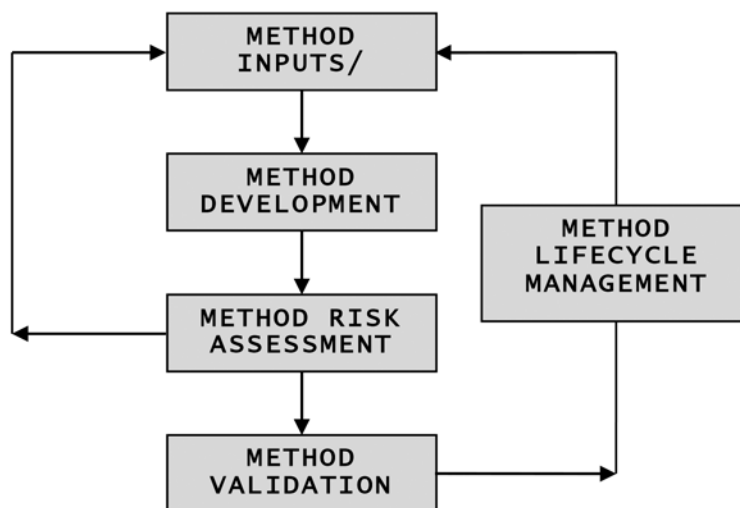 METHOD
INPUTS/
METHOD
DEVELOPMENT
METHOD
LIFECYCLE
MANAGEMENT
METHOD RISK
ASSESSMENT
METHOD
VALIDATION